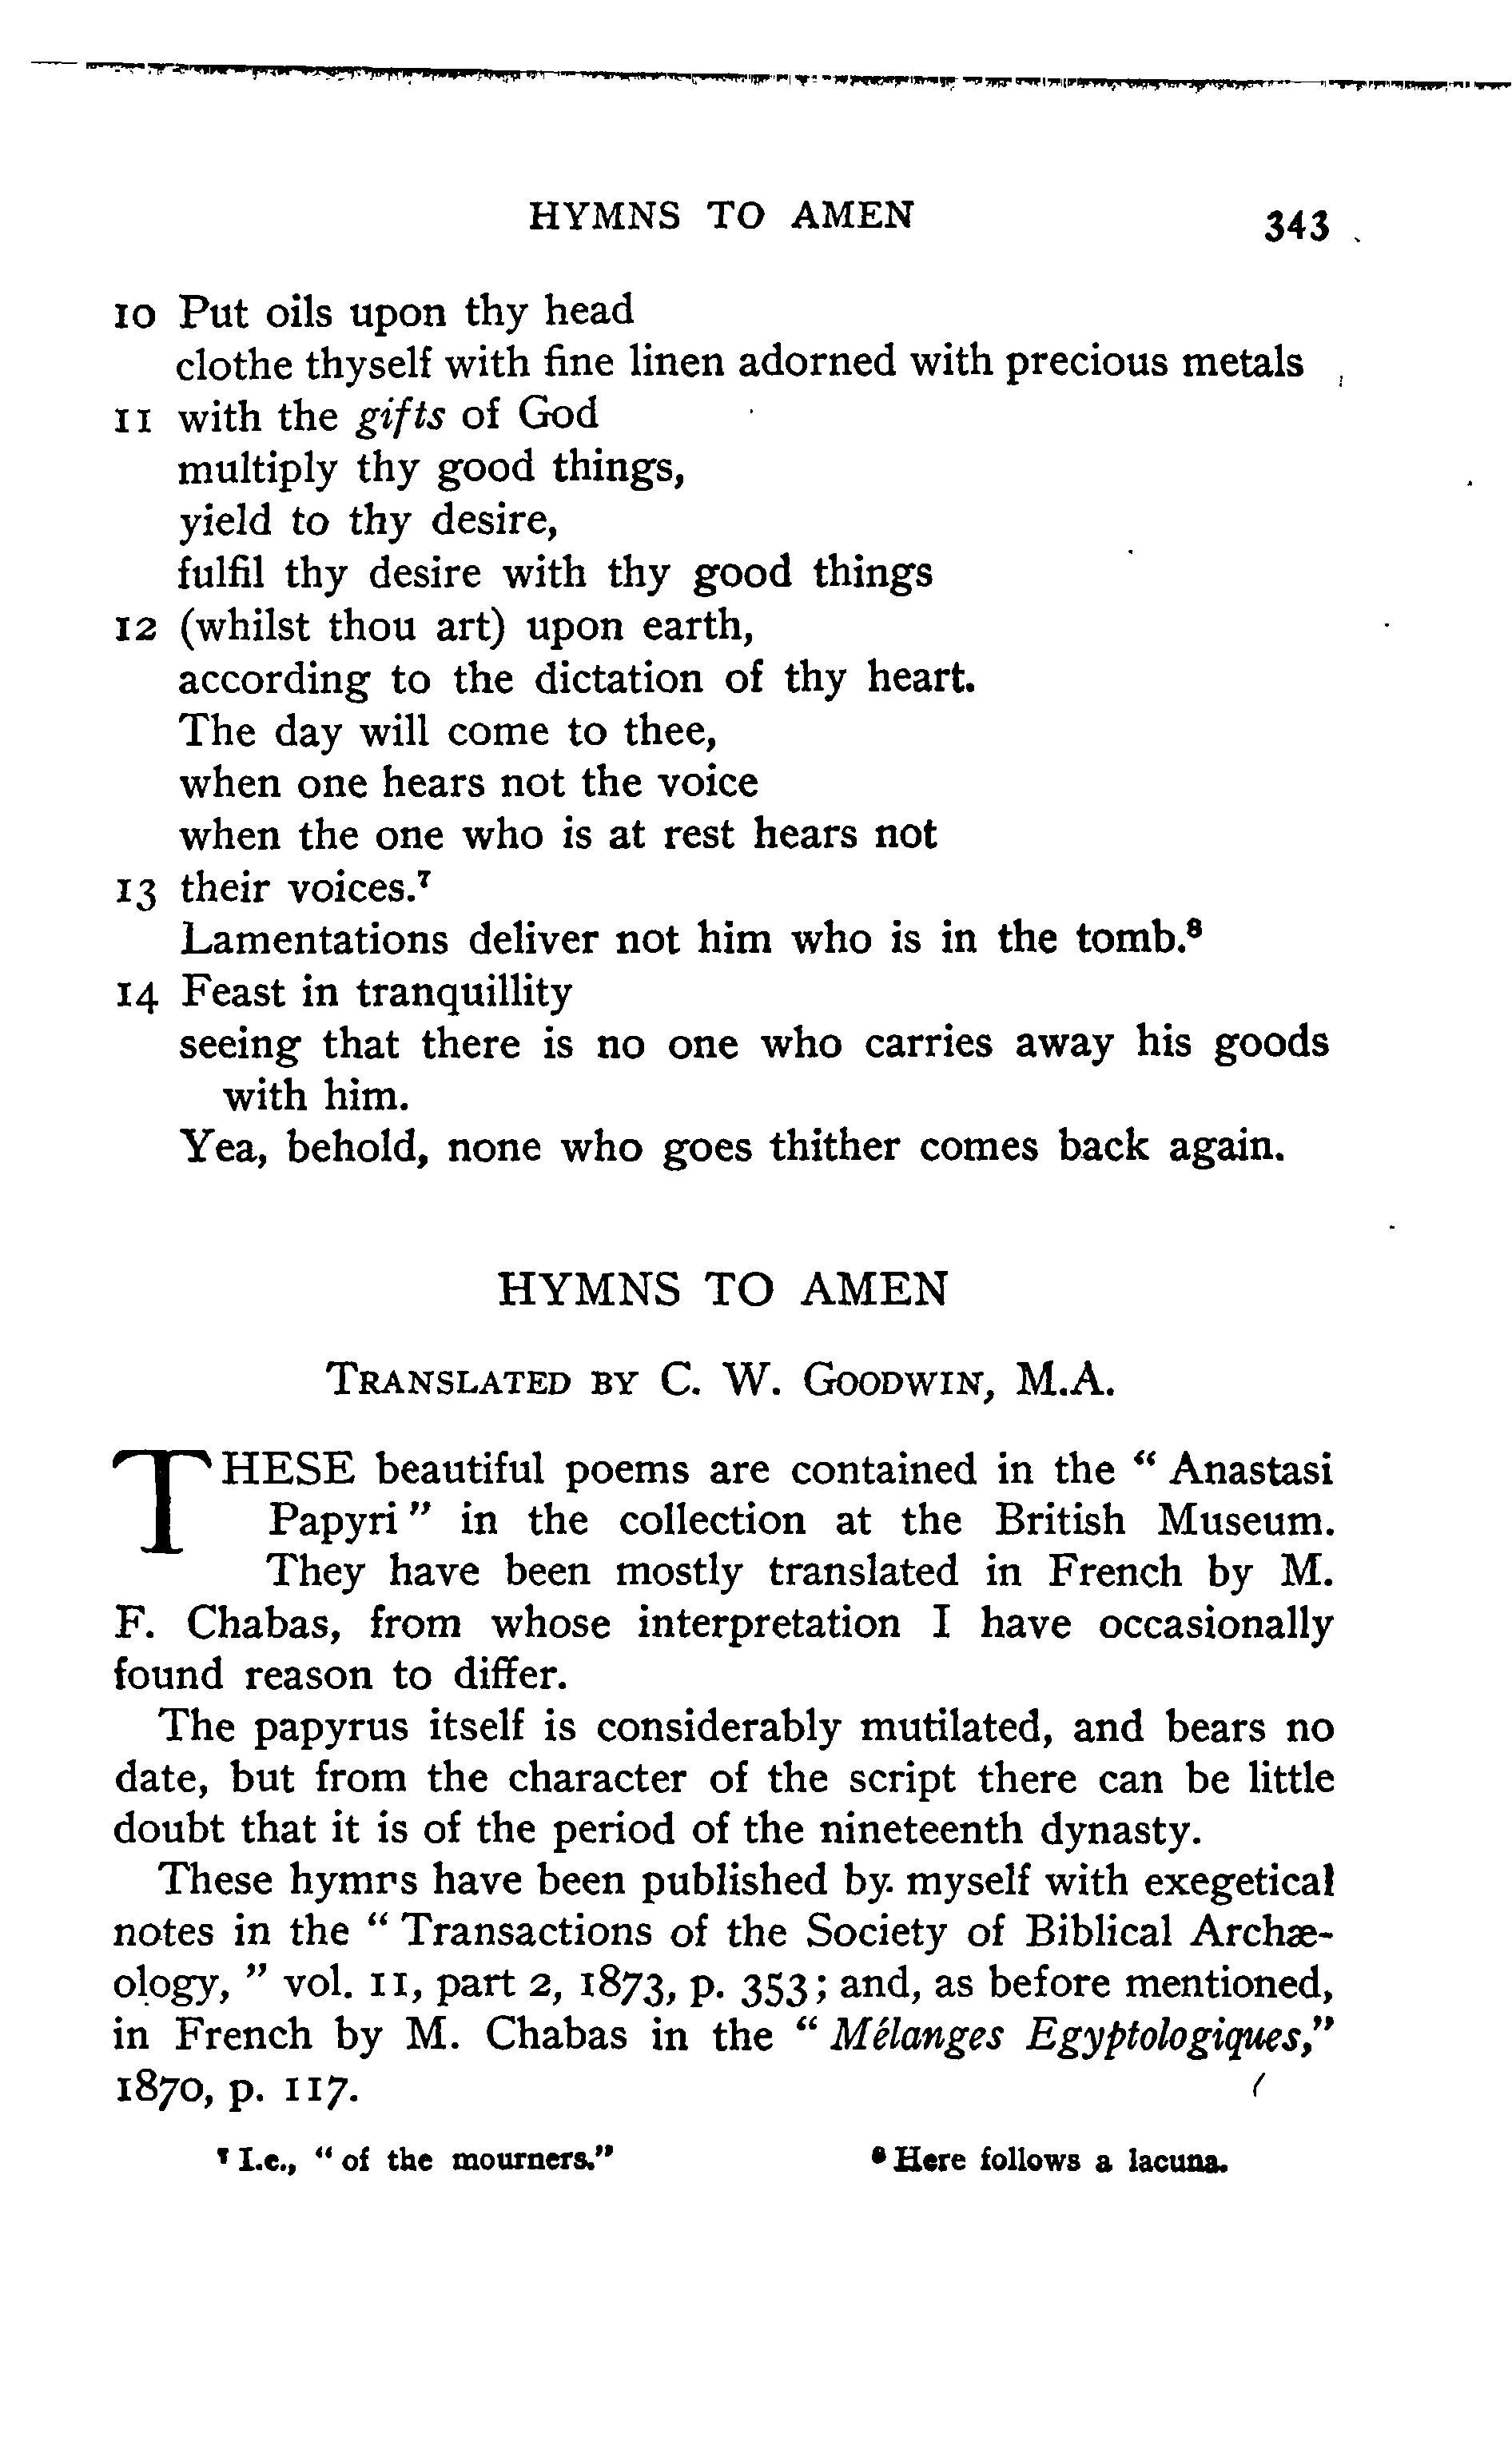 HYMNS TO AMEN 343
10 Put oils upon thy head
clothe thyself with fine linen adorned with precious metals
11 with the gifts of God
multiply thy good things,
yield to thy desire,
fulfil thy desire with thy good things
12 (whilst thou art) upon earth,
according to the dictation of thy heart.
The day will come to thee,
when one hears not the voice
when the one who is at rest hears not
13 their voices.⁷
Lamentations deliver not him who is in the tomb.⁸
14 Feast in tranquillity
seeing that there is no one who carries away his goods
with him.
Yea, behold, none who goes thither comes back again.
HYMNS TO AMEN
TRANSLATED BY C. W. GOODWIN, M.A.
THESE beautiful poems are contained in the “ Anastasi
Papyri ” in the collection at the British Museum.
They have been mostly translated in French by M.
F. Chabas, from whose interpretation I have occasionally
found reason to differ.
The papyrus itself is considerably mutilated, and bears no
date, but from the character of the script there can be little
doubt that it is of the period of the nineteenth dynasty.
These hymns have been published by myself with exegetical
notes in the “ Transactions of the Society of Biblical Archæ-
ology, ” vol. 11, part 2, 1873, p. 353; and, as before mentioned,
in French by M. Chabas in the “ Mélanges Egyptologiques,”
1870, p. 117.
⁷ I.e., “ of the mourners.” ⁸ Here follows a lacuna.